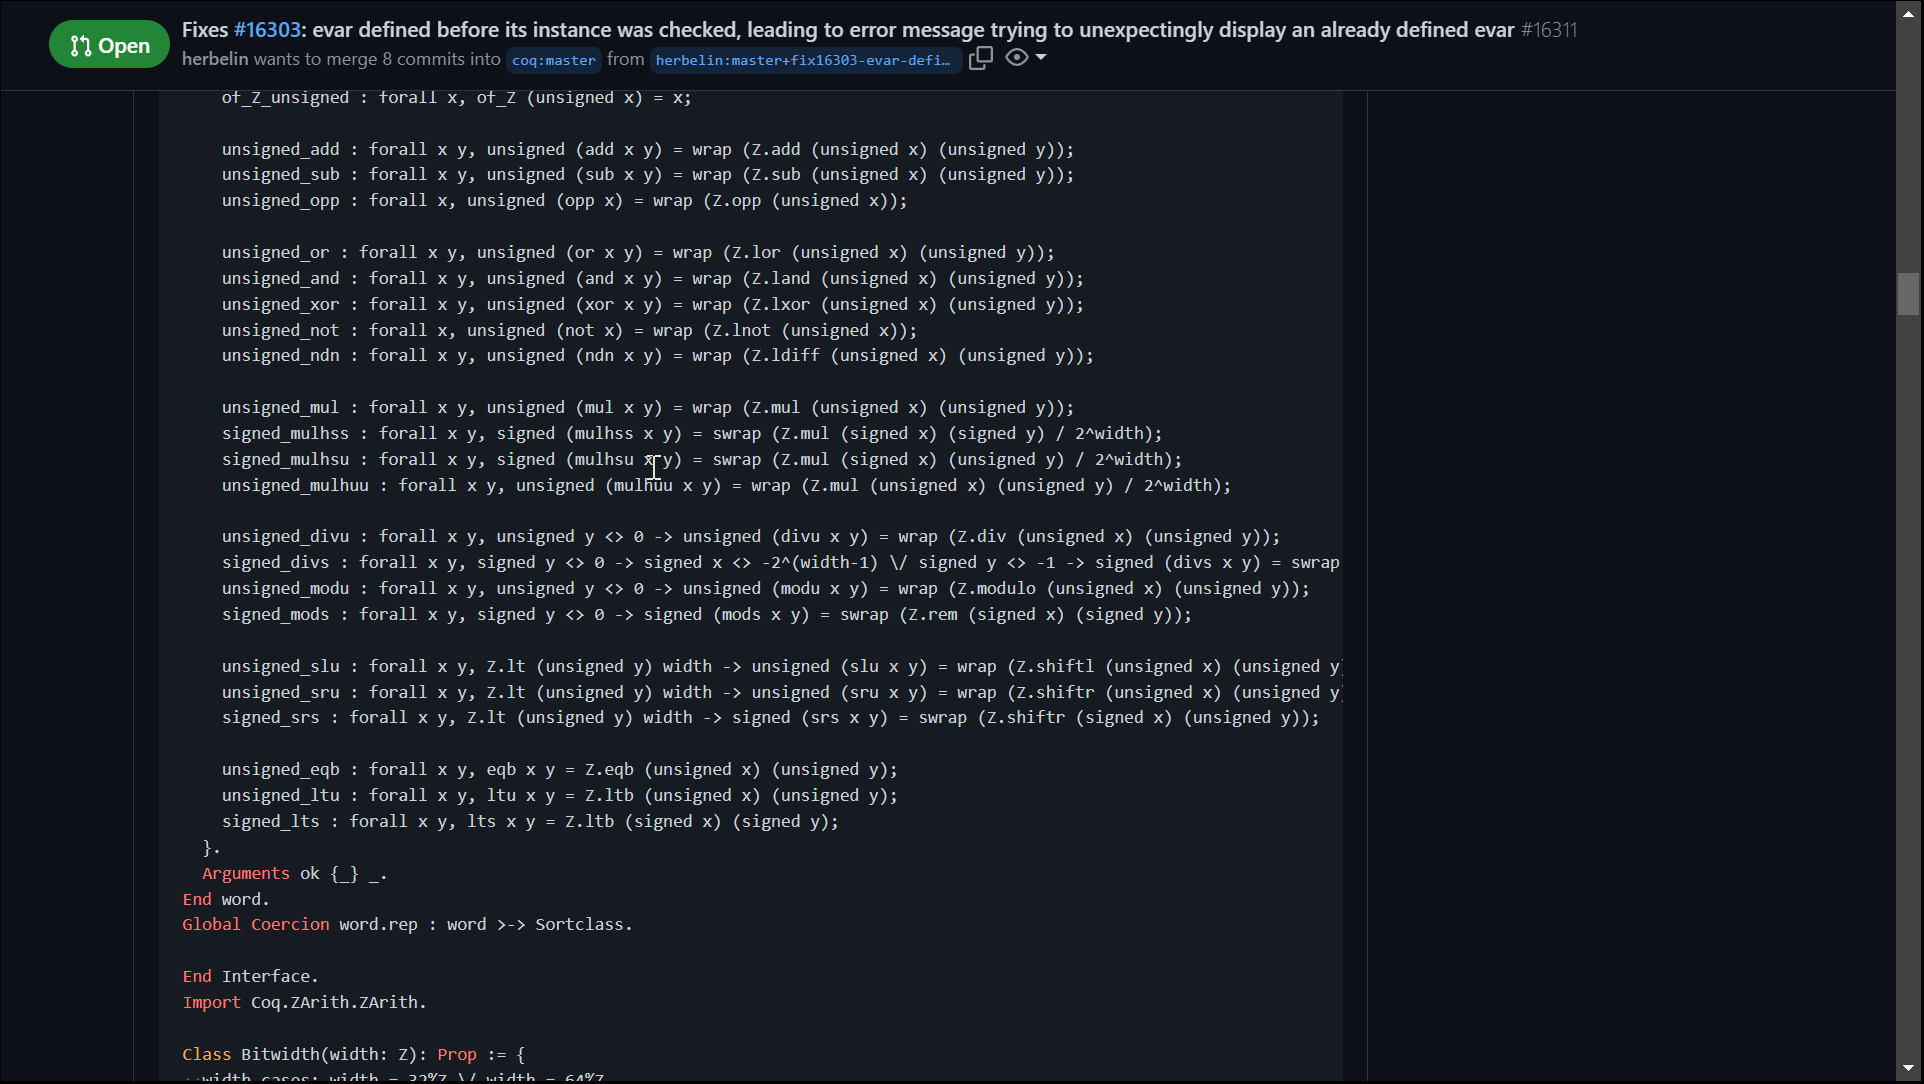 Open
Fixes #16303: evar defined before its instance was checked, leading to error message trying to unexpectingly display an already defined evar #16311
herbelin wants to merge 8 commits into coq:master from herbelin:master+fix16303-evar-defi…
of_Z_unsigned : forall x, of_Z (unsigned x) = x;
unsigned_add : forall x y, unsigned (add x y) = wrap (Z.add (unsigned x) (unsigned y));
unsigned_sub : forall x y, unsigned (sub x y) = wrap (Z.sub (unsigned x) (unsigned y));
unsigned_opp : forall x, unsigned (opp x) = wrap (Z.opp (unsigned x));
unsigned_or : forall x y, unsigned (or x y) = wrap (Z.lor (unsigned x) (unsigned y));
unsigned_and : forall x y, unsigned (and x y) = wrap (Z.land (unsigned x) (unsigned y));
unsigned_xor : forall x y, unsigned (xor x y) = wrap (Z.lxor (unsigned x) (unsigned y));
unsigned_not : forall x, unsigned (not x) = wrap (Z.lnot (unsigned x));
unsigned_ndn : forall x y, unsigned (ndn x y) = wrap (Z.ldiff (unsigned x) (unsigned y));
unsigned_mul : forall x y, unsigned (mul x y) = wrap (Z.mul (unsigned x) (unsigned y));
signed_mulhss : forall x y, signed (mulhss x y) = swrap (Z.mul (signed x) (signed y) / 2^width);
signed_mulhsu : forall x y, signed (mulhsu x y) = swrap (Z.mul (signed x) (unsigned y) / 2^width);
unsigned_mulhuu : forall x y, unsigned (mulhuu x y) = wrap (Z.mul (unsigned x) (unsigned y) / 2^width);
unsigned_divu : forall x y, unsigned y <> 0 -> unsigned (divu x y) = wrap (Z.div (unsigned x) (unsigned y));
signed_divs : forall x y, signed y <> 0 -> signed x <> -2^(width-1) \/ signed y <> -1 -> signed (divs x y) = swrap
unsigned_modu : forall x y, unsigned y <> 0 -> unsigned (modu x y) = wrap (Z.modulo (unsigned x) (unsigned y));
signed_mods : forall x y, signed y <> 0 -> signed (mods x y) = swrap (Z.rem (signed x) (signed y));
unsigned_slu : forall x y, Z.lt (unsigned y) width -> unsigned (slu x y) = wrap (Z.shiftl (unsigned x) (unsigned y)
unsigned_sru : forall x y, Z.lt (unsigned y) width -> unsigned (sru x y) = wrap (Z.shiftr (unsigned x) (unsigned y)
signed_srs : forall x y, Z.lt (unsigned y) width -> signed (srs x y) = swrap (Z.shiftr (signed x) (unsigned y));
unsigned_eqb : forall x y, eqb x y = Z.eqb (unsigned x) (unsigned y);
unsigned_ltu : forall x y, ltu x y = Z.ltb (unsigned x) (unsigned y);
signed_lts : forall x y, lts x y = Z.ltb (signed x) (signed y);
}.
Arguments ok {_} _.
End word.
Global Coercion word.rep : word >-> Sortclass.
End Interface.
Import Coq.ZArith.ZArith.
Class Bitwidth(width: Z): Prop := {
width_cases: width = 32%Z \/ width = 64%Z